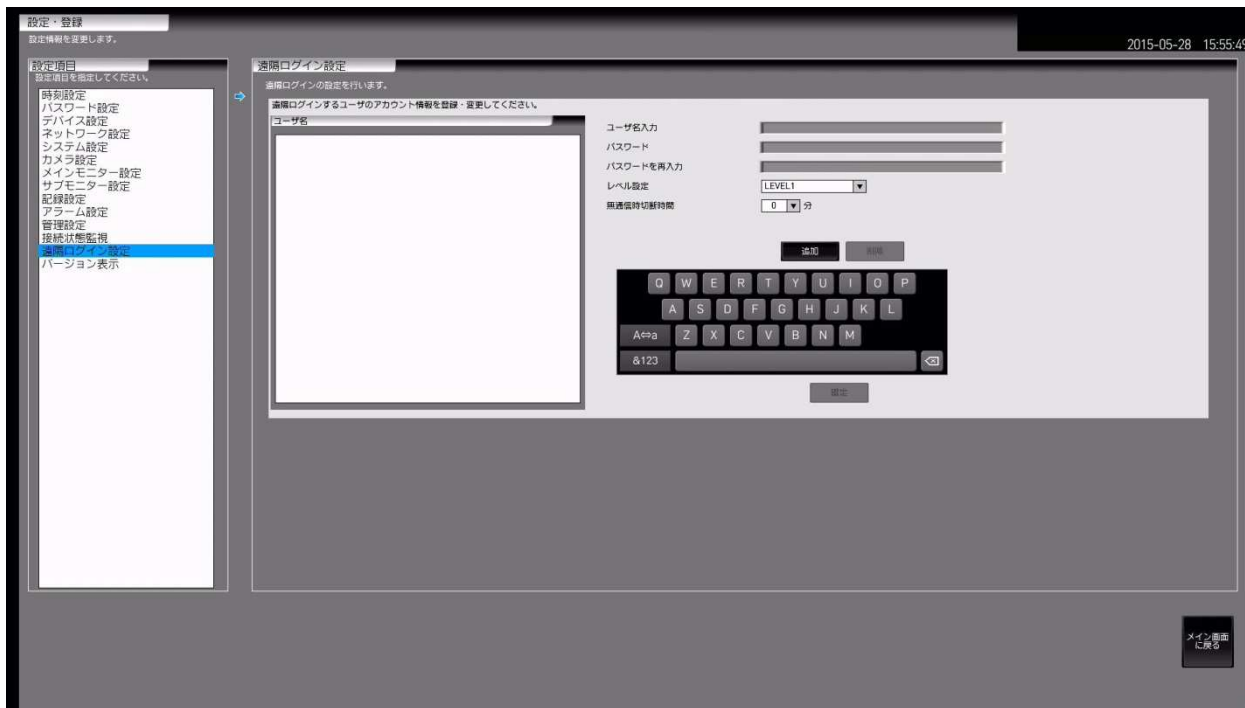 設定・登録
設定情報を変更します。
2015-05-28 15:55:49
設定項目
設定項目を指定してください。
時刻設定
パスワード設定
デバイス設定
ネットワーク設定
システム設定
カメラ設定
メインモニター設定
サブモニター設定
記録設定
アラーム設定
管理設定
接続状態監視
遠隔ログイン設定
バージョン表示
遠隔ログイン設定
遠隔ログインの設定を行います。
遠隔ログインするユーザのアカウント情報を登録・変更してください。
ユーザ名
ユーザ名入力
パスワード
パスワードを再入力
レベル設定 LEVEL1
無通信時切断時間 0 分
追加 削除
Q W E R T Y U I O P
A S D F G H J K L
A⇔a Z X C V B N M
&123
設定
メイン画面
に戻る